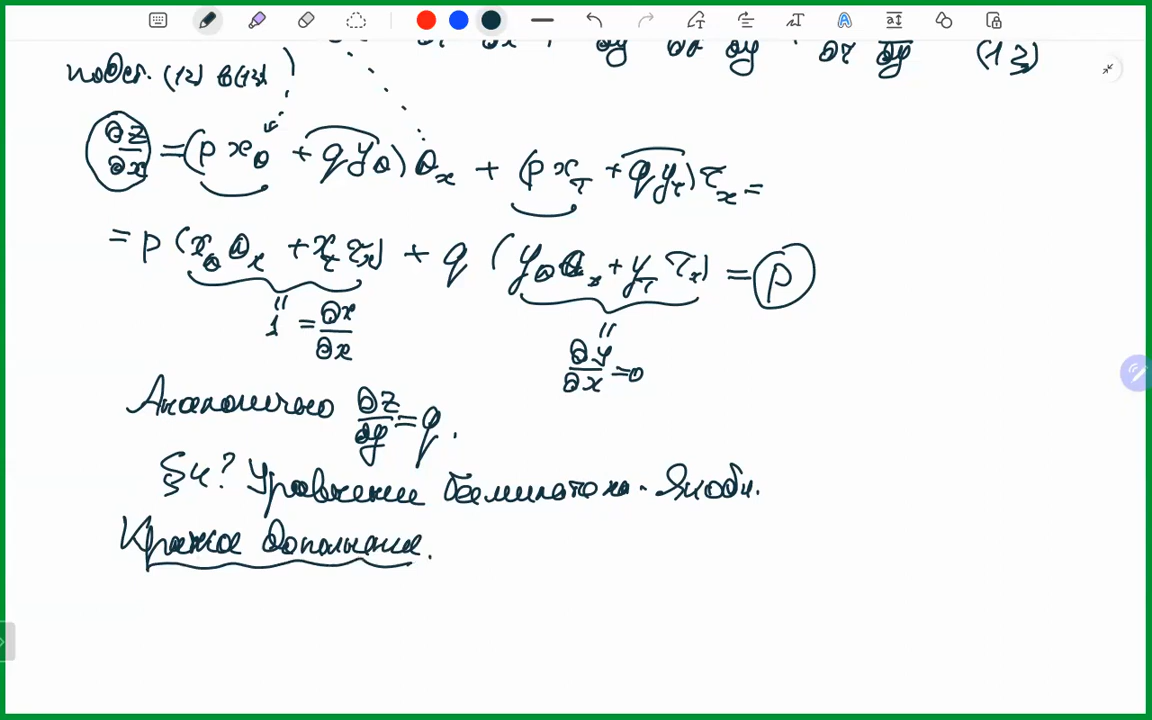 подст. (12) в (13)
(13)
∂z/∂x = (p x_θ + q y_θ) θ_x + (p x_τ + q y_τ) τ_x =
= p (x_θ θ_x + x_τ τ_x) + q (y_θ θ_x + y_τ τ_x) = p
1 = ∂x/∂x
∂y/∂x = 0
Аналогично ∂z/∂y = q.
§4? Уравнение Гамильтона-Якоби.
Краткое дополнение.